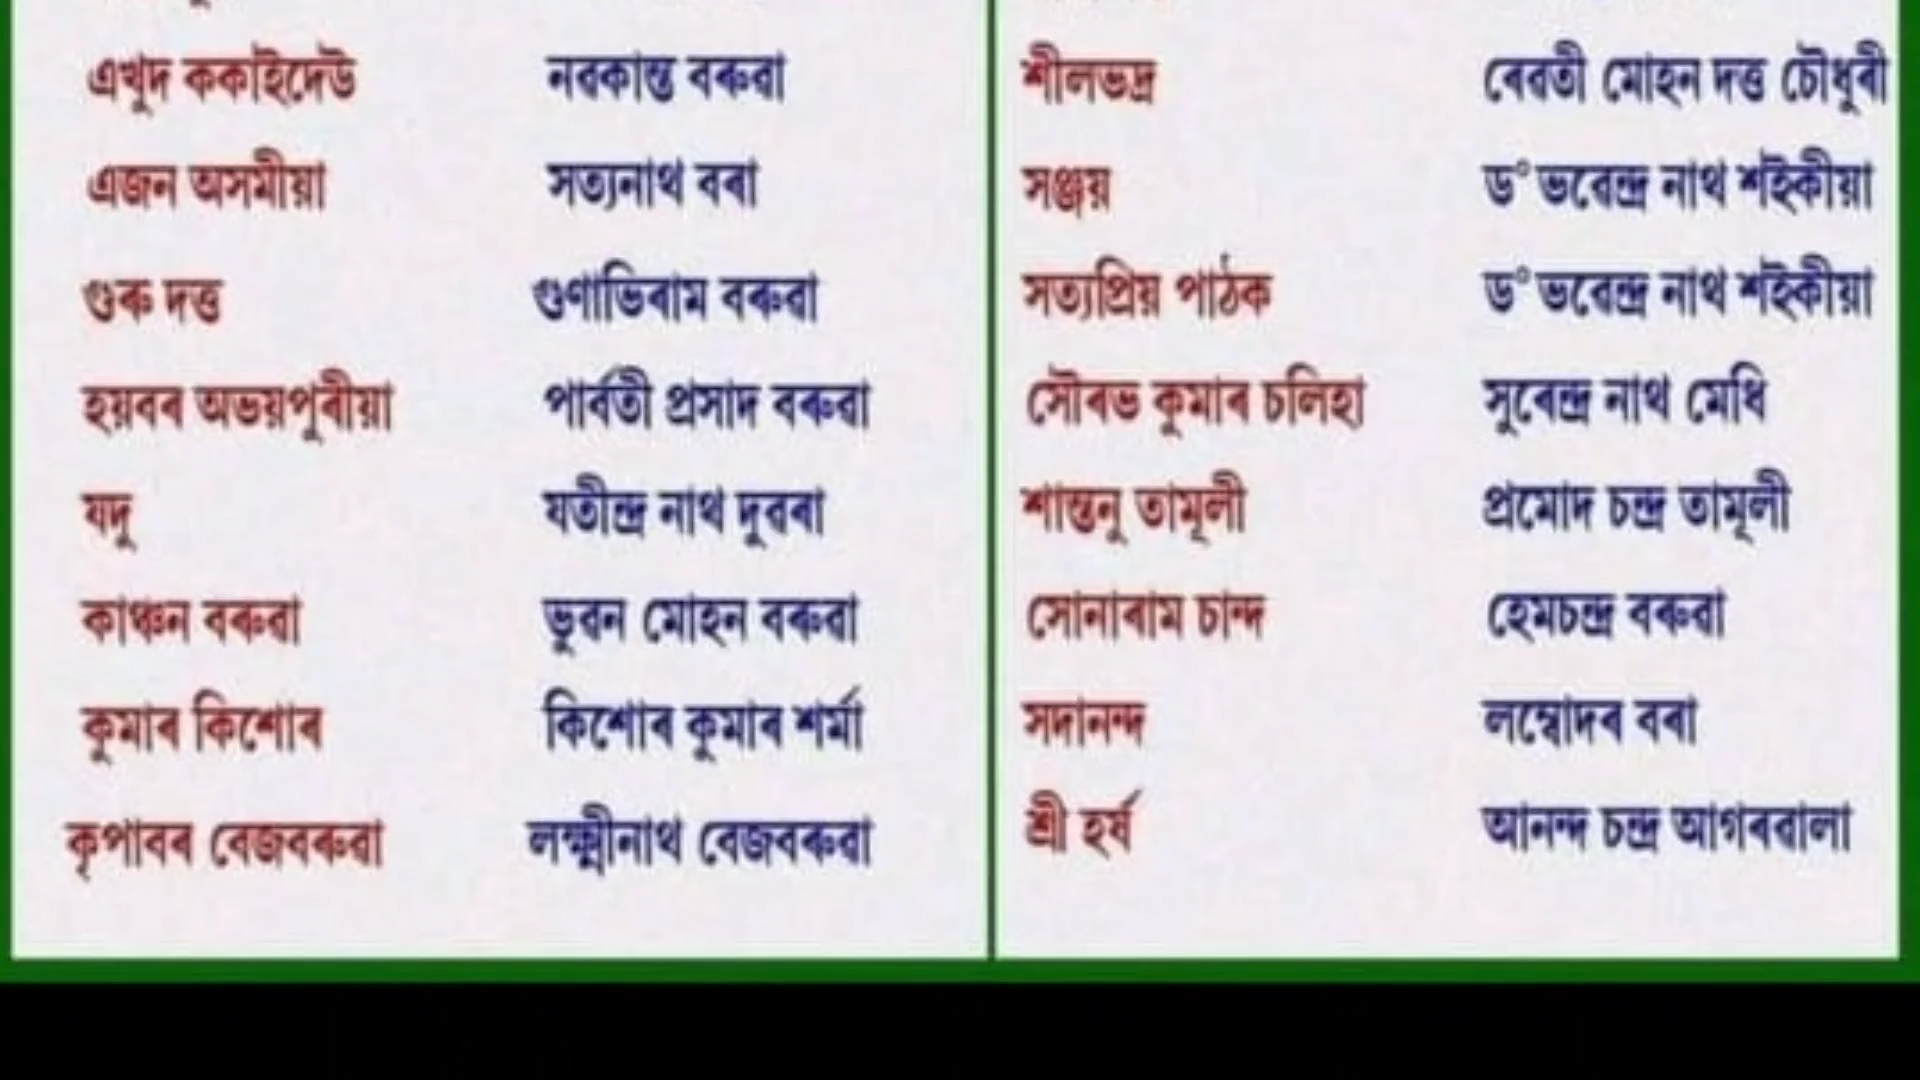 এখুদ ককাইদেউ নৱকান্ত বৰুৱা
এজন অসমীয়া সত্যনাথ বৰা
গুৰু দত্ত গুণাভিৰাম বৰুৱা
হয়বৰ অভয়পুৰীয়া পাৰ্বতী প্ৰসাদ বৰুৱা
যদু যতীন্দ্ৰ নাথ দুৱৰা
কাঞ্চন বৰুৱা ভুৱন মোহন বৰুৱা
কুমাৰ কিশোৰ কিশোৰ কুমাৰ শৰ্মা
কৃপাবৰ বেজবৰুৱা লক্ষ্মীনাথ বেজবৰুৱা
শীলভদ্ৰ ৰেৱতী মোহন দত্ত চৌধুৰী
সঞ্জয় ড° ভৱেন্দ্ৰ নাথ শইকীয়া
সত্যপ্ৰিয় পাঠক ড° ভৱেন্দ্ৰ নাথ শইকীয়া
সৌৰভ কুমাৰ চলিহা সুৰেন্দ্ৰ নাথ মেধি
শান্তনু তামূলী প্ৰমোদ চন্দ্ৰ তামূলী
সোনাৰাম চান্দ হেমচন্দ্ৰ বৰুৱা
সদানন্দ লম্বোদৰ বৰা
শ্ৰী হৰ্ষ আনন্দ চন্দ্ৰ আগৰৱালা